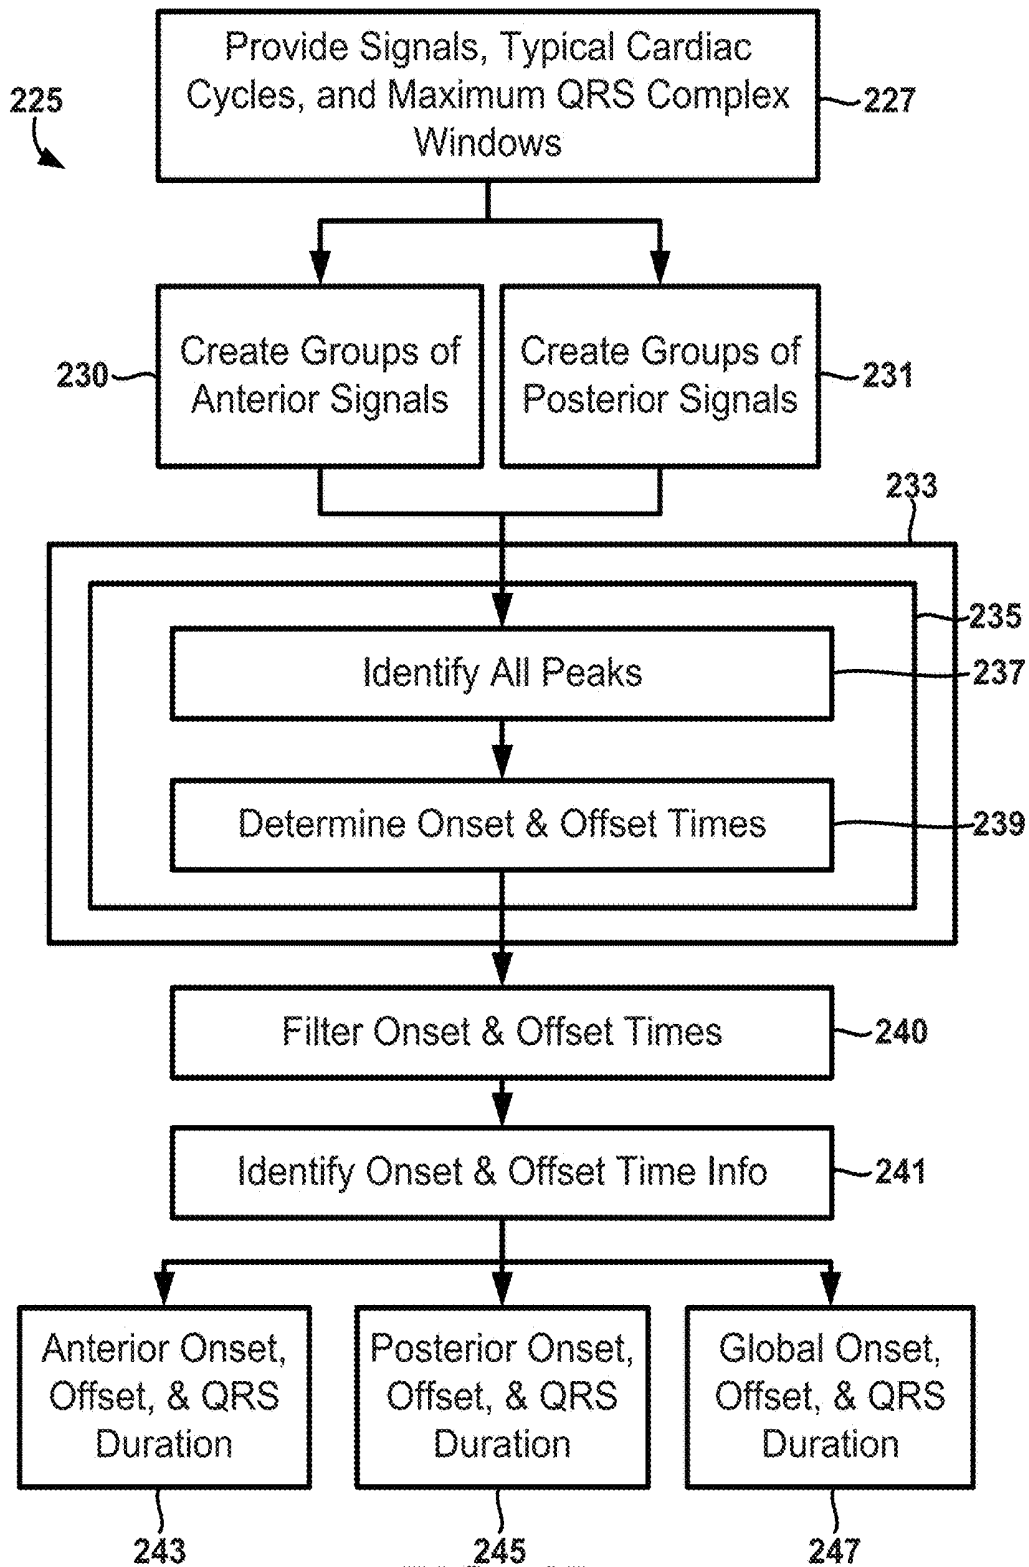 Provide Signals, Typical Cardiac
Cycles, and Maximum QRS Complex
Windows
225
227
Create Groups of
Anterior Signals
230
Create Groups of
Posterior Signals
231
233
235
Identify All Peaks
237
Determine Onset & Offset Times
239
Filter Onset & Offset Times
240
Identify Onset & Offset Time Info
241
Anterior Onset,
Offset, & QRS
Duration
Posterior Onset,
Offset, & QRS
Duration
Global Onset,
Offset, & QRS
Duration
243
245
247